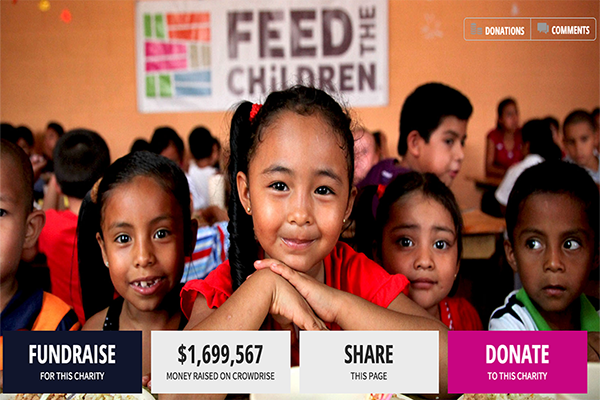 DONATIONS COMMENTS
FEED THE
CHiLDREN
FUNDRAISE
FOR THIS CHARITY
$1,699,567
MONEY RAISED ON CROWDRISE
SHARE
THIS PAGE
DONATE
TO THIS CHARITY